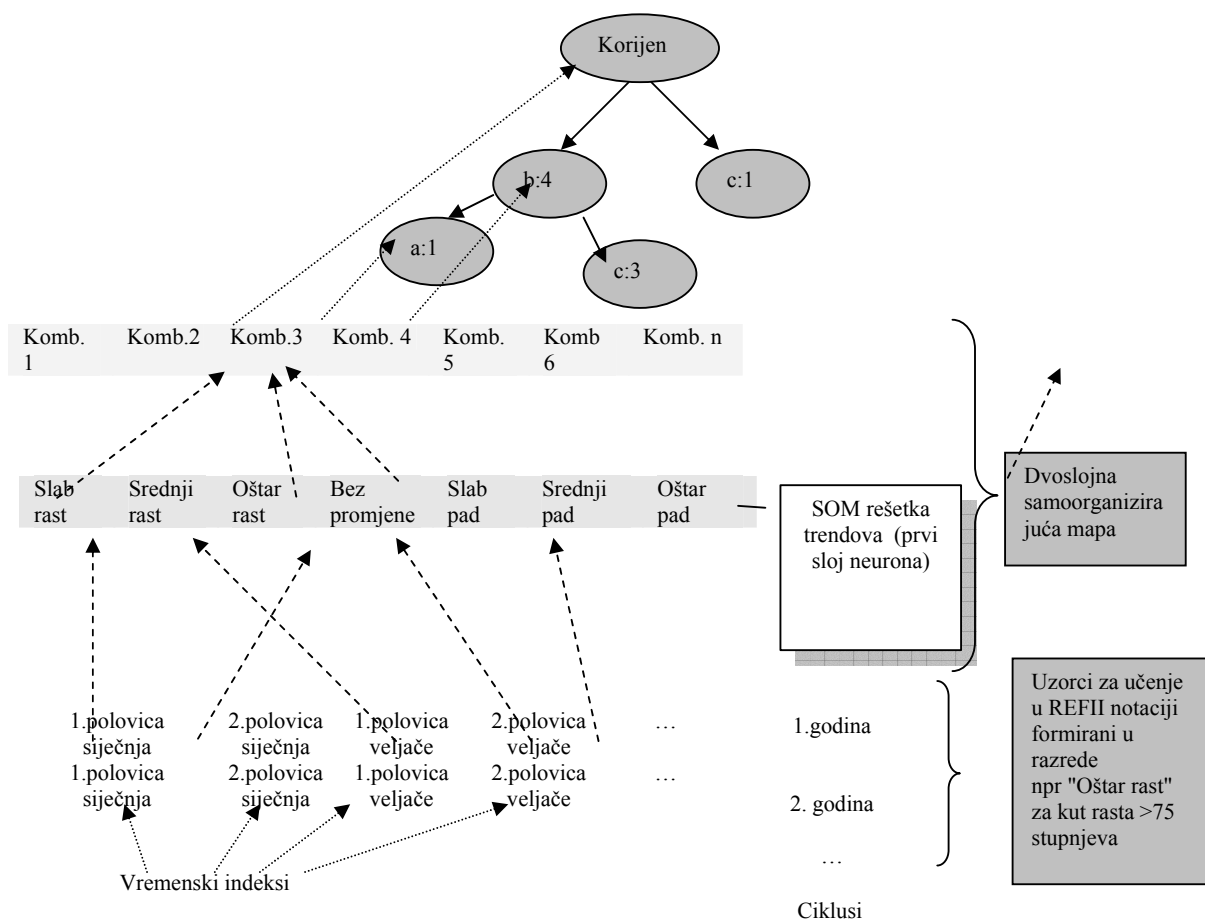 Korijen
b:4
c:1
a:1
c:3
Komb.
1
Komb.2
Komb.3
Komb. 4
Komb.
5
Komb
6
Komb. n
Slab
rast
Srednji
rast
Oštar
rast
Bez
promjene
Slab
pad
Srednji
pad
Oštar
pad
SOM rešetka
trendova (prvi
sloj neurona)
Dvoslojna
samoorganizira
juća mapa
1.polovica
siječnja
2.polovica
siječnja
1.polovica
veljače
2.polovica
veljače
…
1.godina
1.polovica
siječnja
2.polovica
siječnja
1.polovica
veljače
2.polovica
veljače
…
2. godina
…
Uzorci za učenje
u REFII notaciji
formirani u
razrede
npr "Oštar rast"
za kut rasta >75
stupnjeva
Vremenski indeksi
Ciklusi